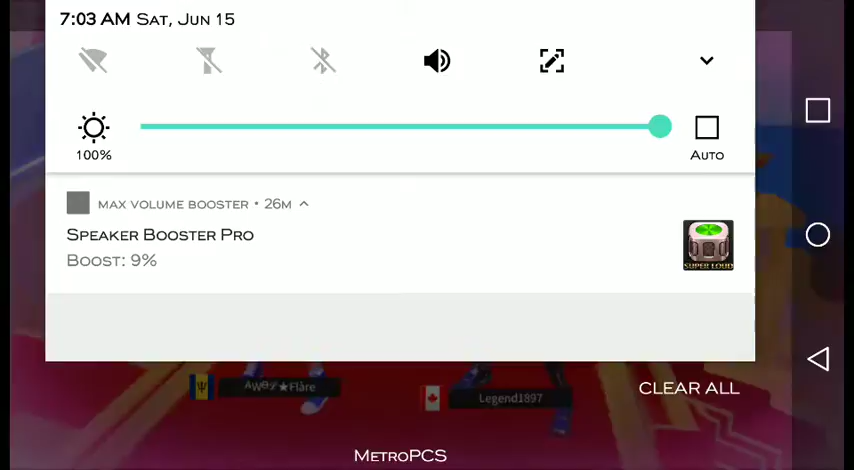 7:03 AM Sat, Jun 15
100%
Auto
max volume booster • 26m
Speaker Booster Pro
Boost: 9%
SUPER LOUD
Legend1897
CLEAR ALL
MetroPCS